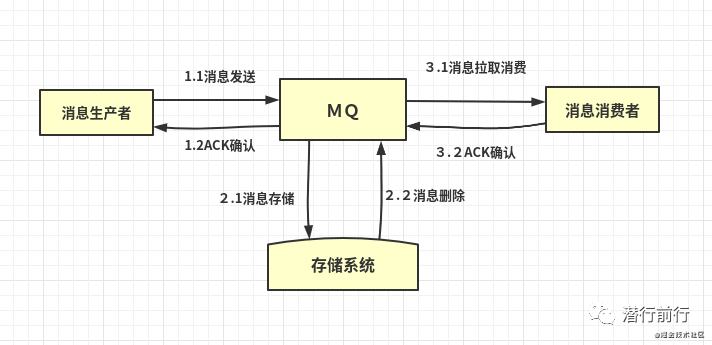 1.1消息发送
3.1消息拉取消费
消息生产者
MQ
消息消费者
1.2ACK确认
3.2ACK确认
2.1消息存储
2.2消息删除
存储系统
潜行前行
@掘金技术社区